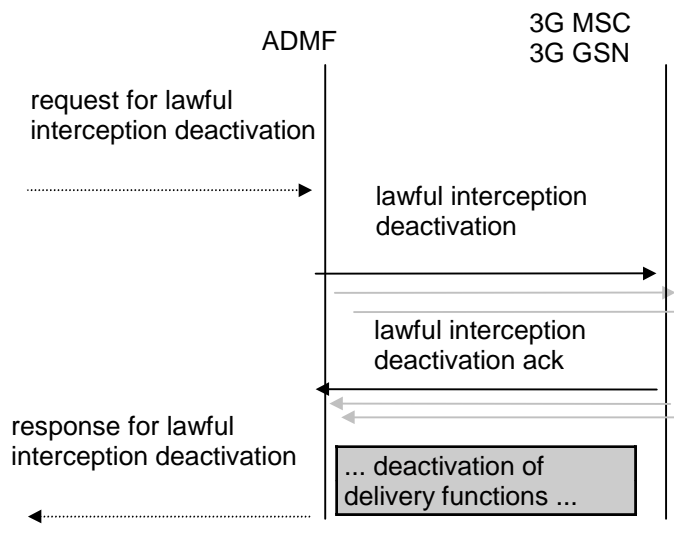 ADMF
3G MSC
3G GSN
request for lawful
interception deactivation
lawful interception
deactivation
lawful interception
deactivation ack
response for lawful
interception deactivation
... deactivation of
delivery functions ...